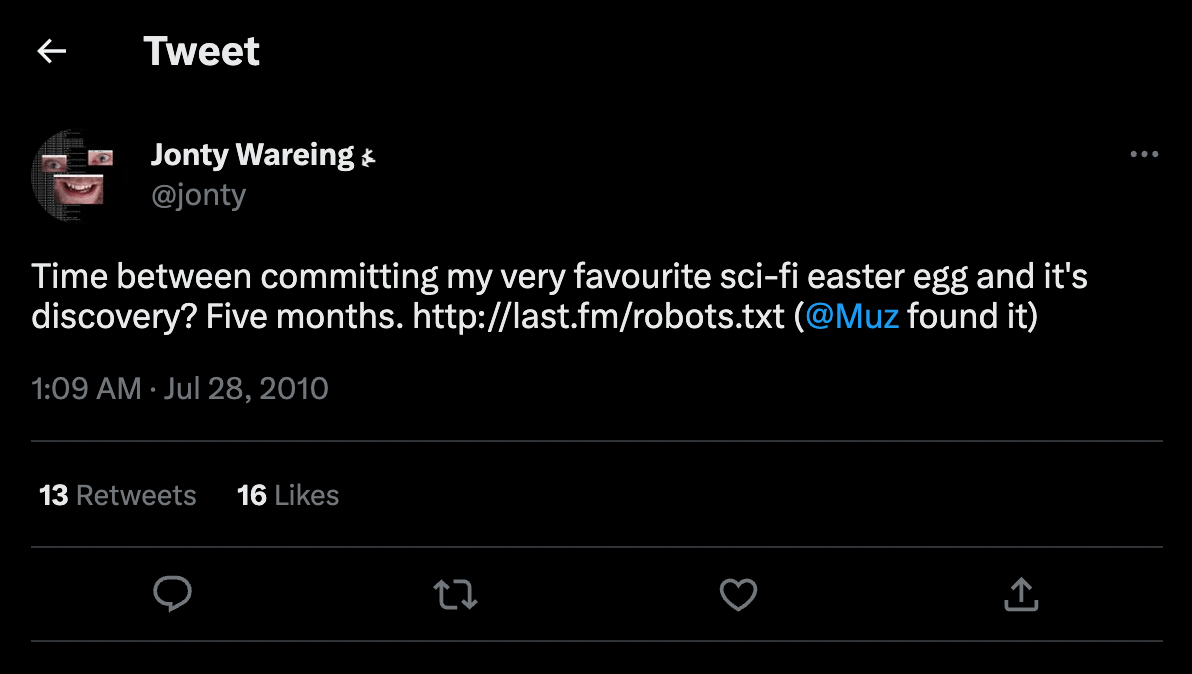 Tweet
Jonty Wareing
@jonty
Time between committing my very favourite sci-fi easter egg and it's
discovery? Five months. http://last.fm/robots.txt (@Muz found it)
1:09 AM · Jul 28, 2010
13 Retweets 16 Likes